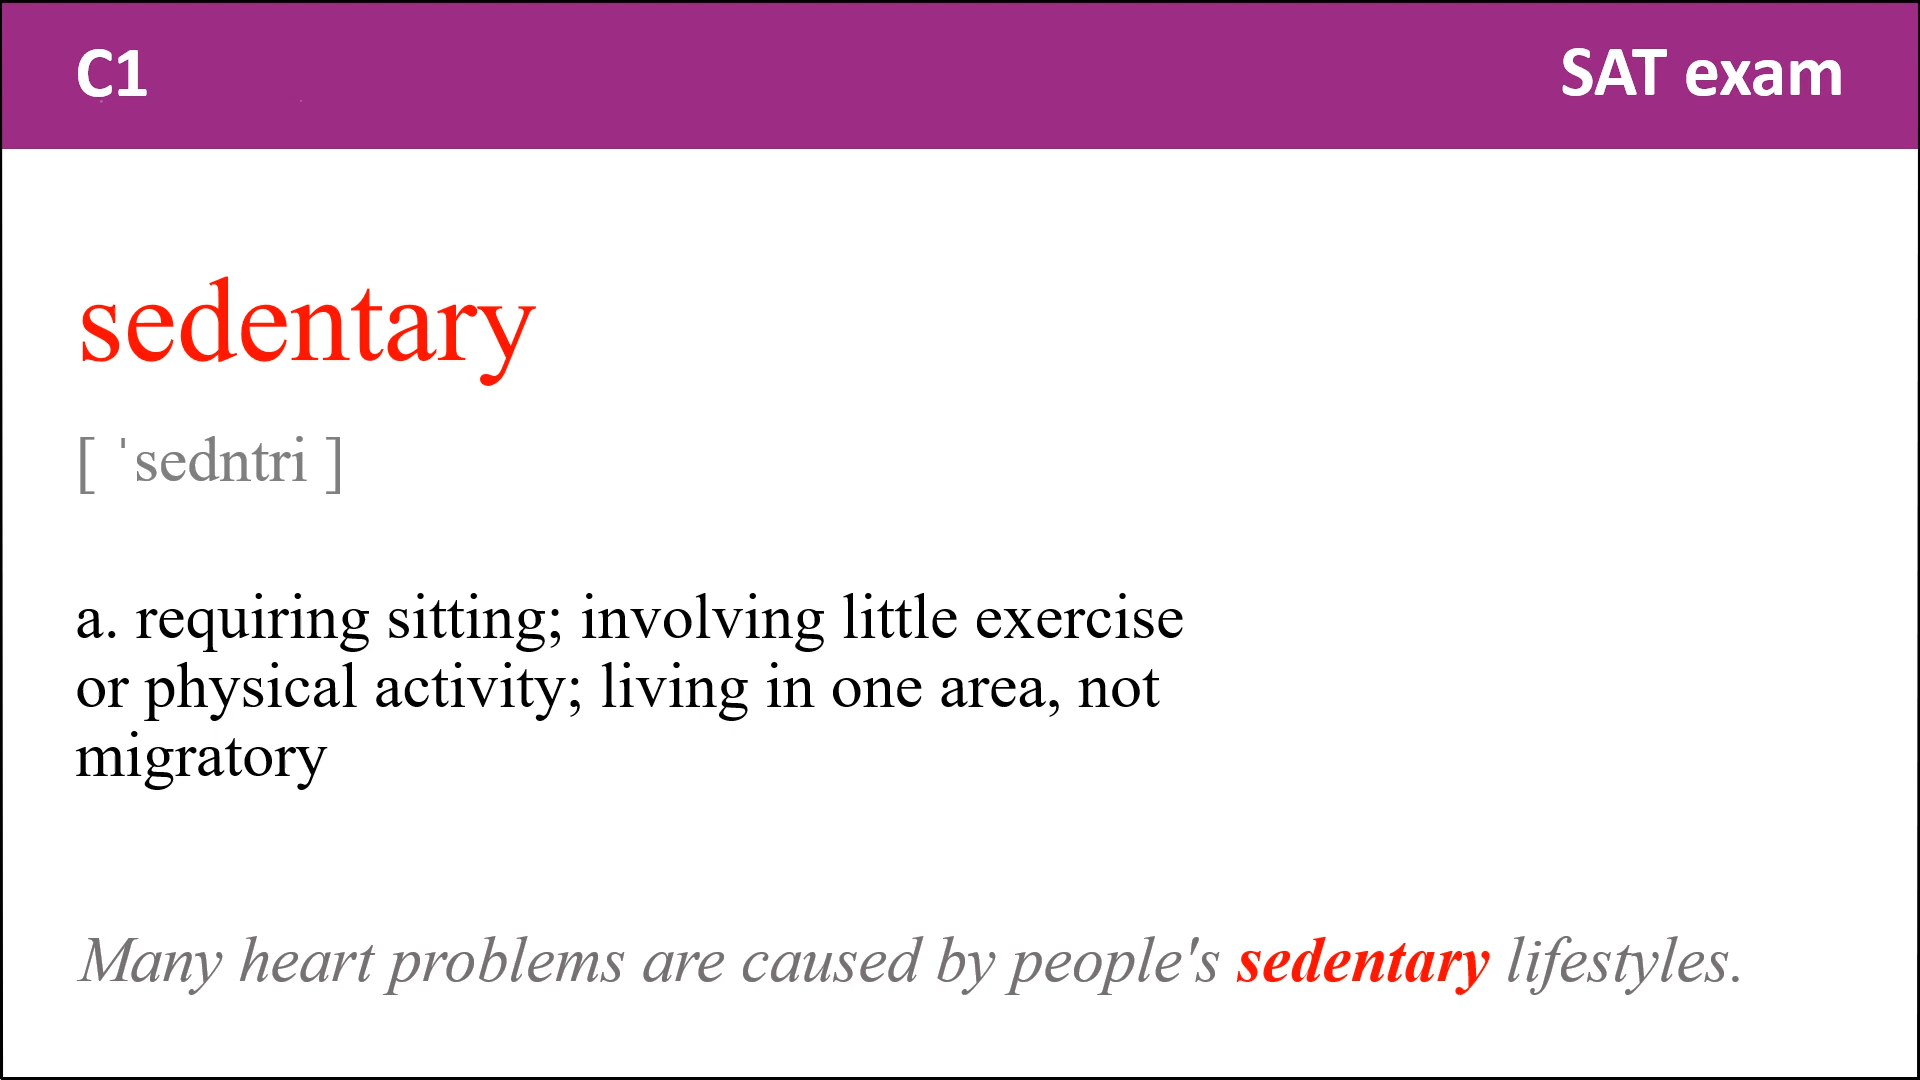 C1
SAT exam
sedentary
[ ˈsedntri ]
a. requiring sitting; involving little exercise
or physical activity; living in one area, not
migratory
Many heart problems are caused by people's sedentary lifestyles.